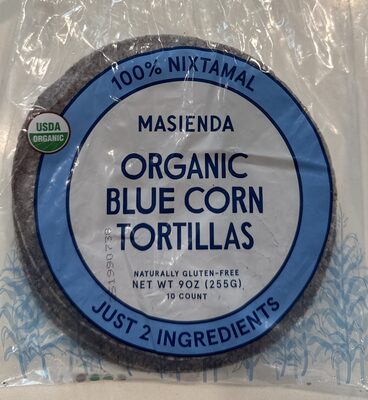 100% NIXTAMAL
USDA
ORGANIC
MASIENDA
ORGANIC
BLUE CORN
TORTILLAS
NATURALLY GLUTEN-FREE
NET WT 9OZ (255G)
10 COUNT
JUST 2 INGREDIENTS